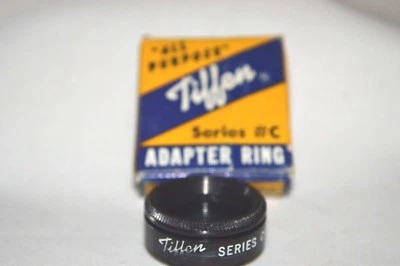 "ALL
PURPOSE"
Tiffen
Series #C
ADAPTER RING
Tiffen SERIES C